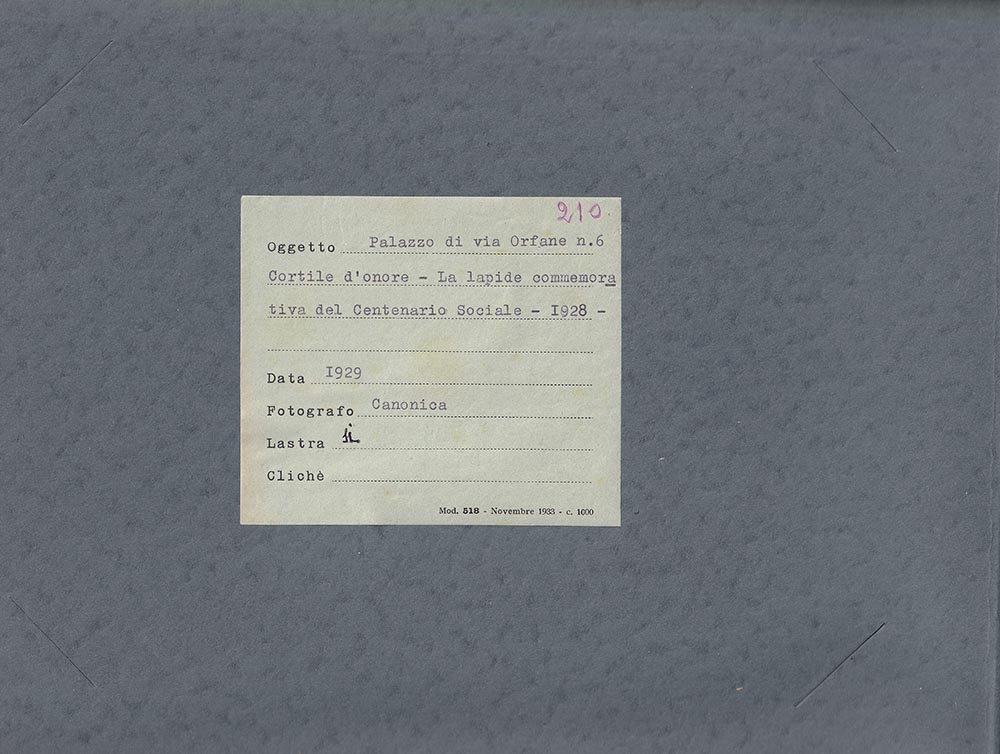 210.
Oggetto Palazzo di via Orfane n.6
Cortile d'onore - La lapide commemora
tiva del Centenario Sociale - I928 -
Data I929
Fotografo Canonica
Lastra si
Clichè
Mod. 518 - Novembre 1933 - c. 1000